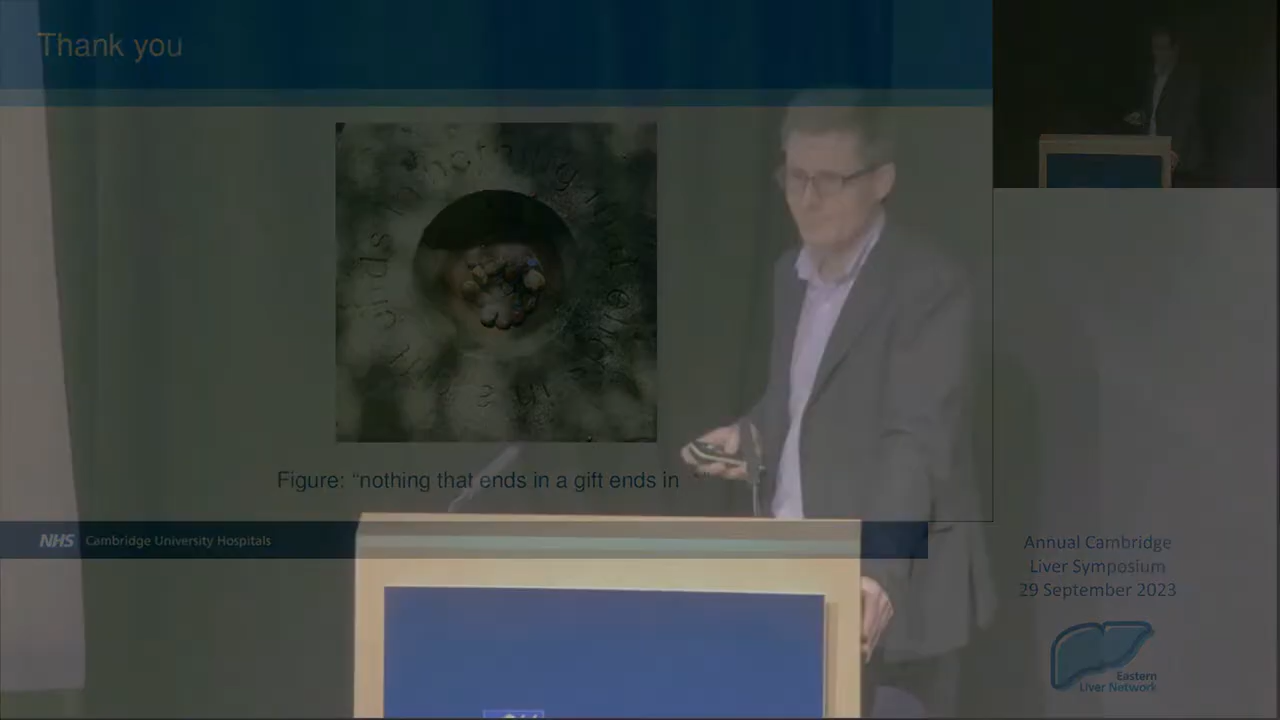 Thank you
Figure: “nothing that ends in a gift ends in
NHS Cambridge University Hospitals
Annual Cambridge
Liver Symposium
29 September 2023
Eastern
Liver Network